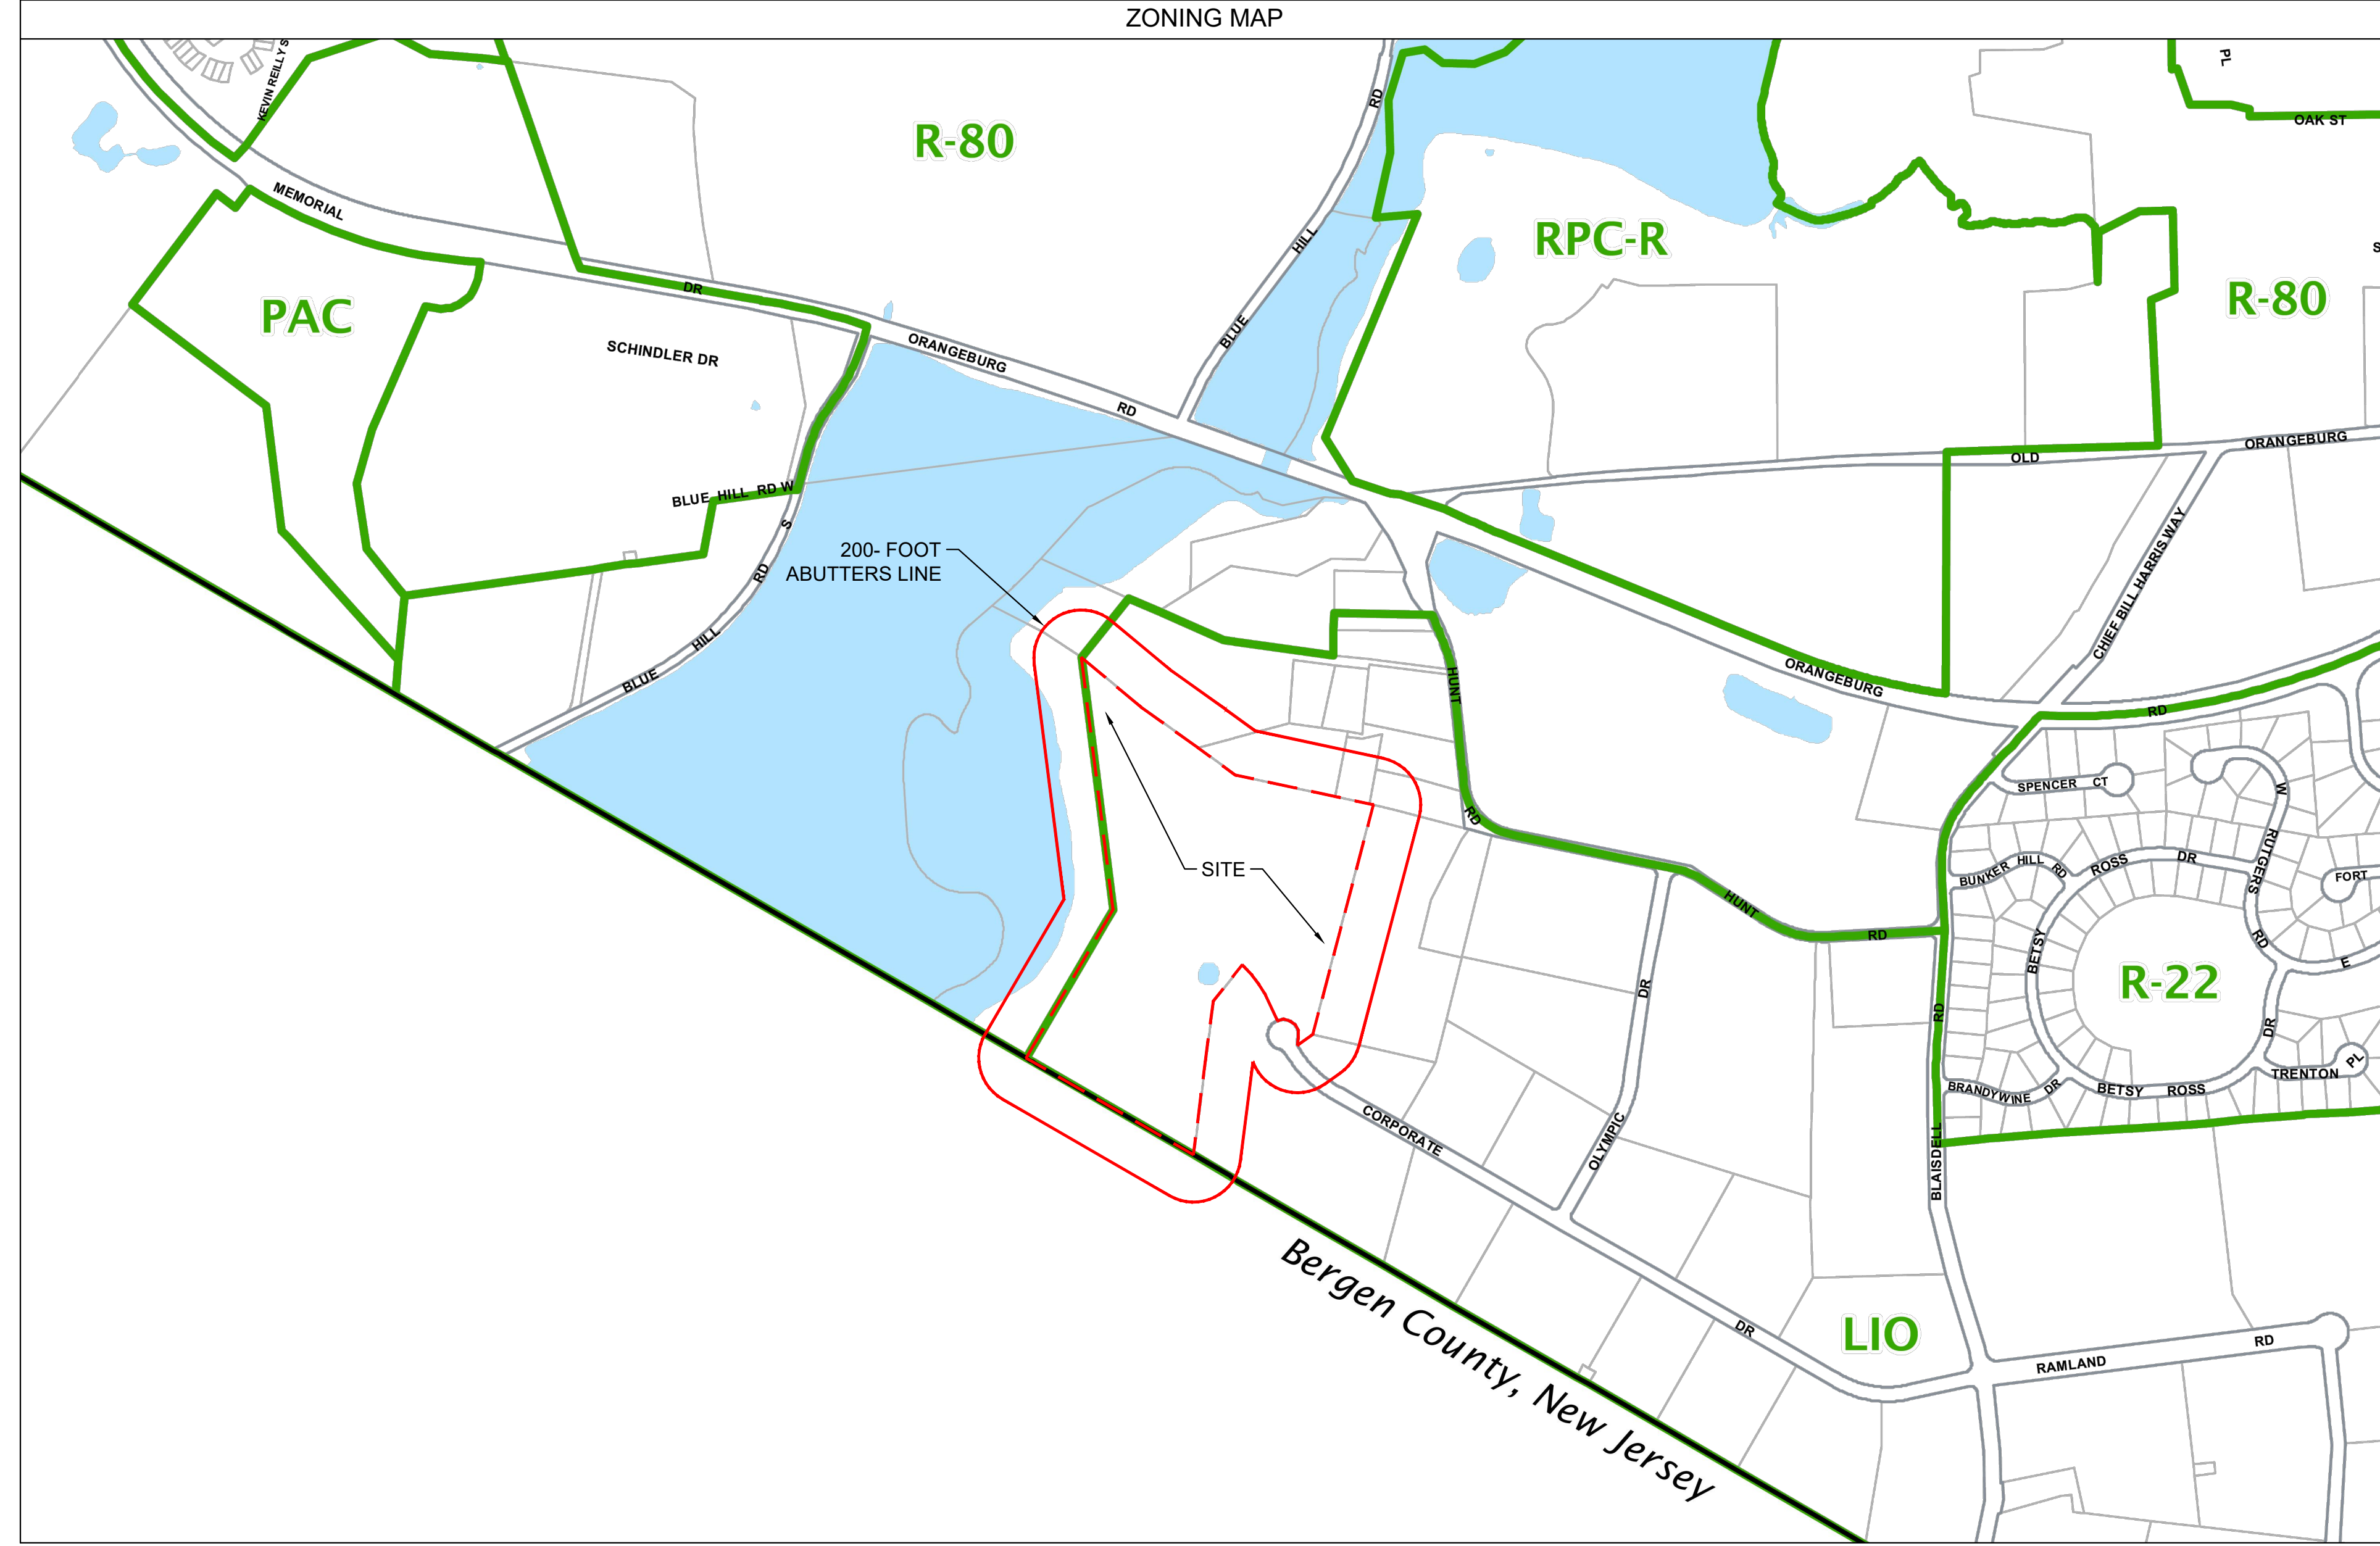 ZONING MAP
KEVIN REILLY S
PL
OAK ST
RD
R-80
MEMORIAL
RPC-R
HILL
S
DR
PAC
R-80
BLUE
ORANGEBURG
SCHINDLER DR
RD
ORANGEBURG
OLD
BLUE HILL RD W
S
200- FOOT
ABUTTERS LINE
RD
CHIEF BILL HARRIS WAY
HILL
BLUE
HUNT
ORANGEBURG
RD
SPENCER CT
W
RUTGERS
RD
RD
HUNT
RD
SITE
BUNKER HILL RD
ROSS DR
FORT
BETSY
E
R-22
DR
RD
DR
BRANDYWINE DR
BETSY ROSS
TRENTON PL
CORPORATE
OLYMPIC
BLAISDELL
Bergen County, New Jersey
DR
LIO
RAMLAND
RD